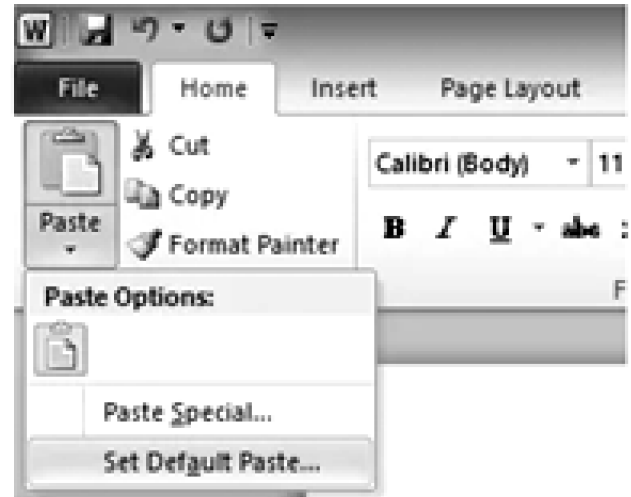 W
File Home Insert Page Layout
Cut
Calibri (Body) 11
Copy
Paste
Format Painter
B I U abc
F
Paste Options:
Paste Special...
Set Default Paste...